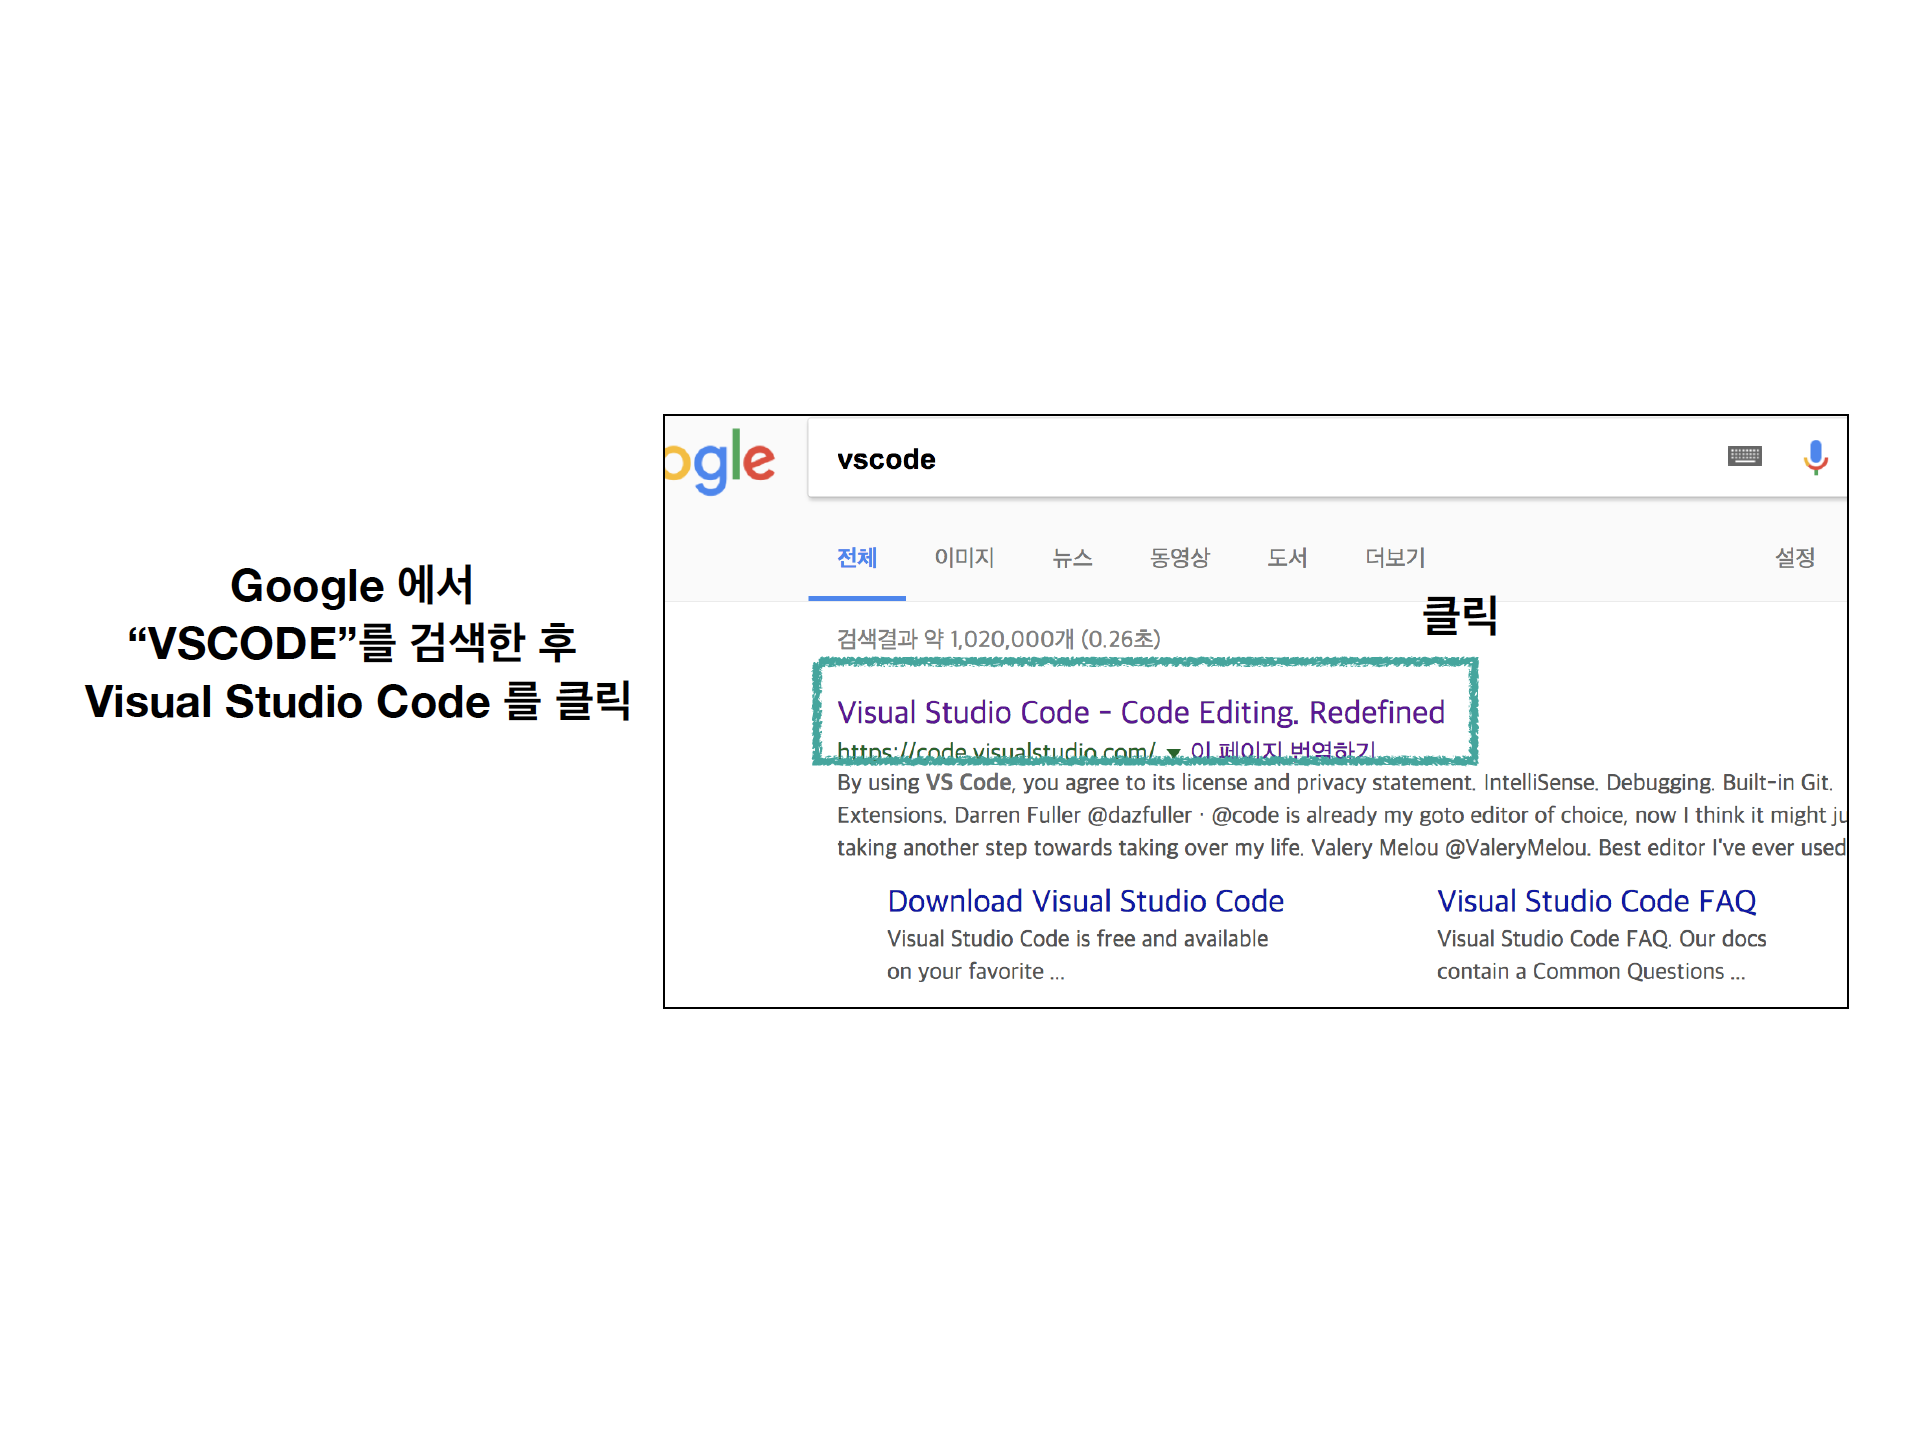 Google 에서
“VSCODE”를 검색한 후
Visual Studio Code 를 클릭
ogle
vscode
전체 이미지 뉴스 동영상 도서 더보기 설정
클릭
검색결과 약 1,020,000개 (0.26초)
Visual Studio Code - Code Editing. Redefined
https://code.visualstudio.com/ 이 페이지 번역하기
By using VS Code, you agree to its license and privacy statement. IntelliSense. Debugging. Built-in Git.
Extensions. Darren Fuller @dazfuller · @code is already my goto editor of choice, now I think it might ju
taking another step towards taking over my life. Valery Melou @ValeryMelou. Best editor I've ever used
Download Visual Studio Code
Visual Studio Code is free and available
on your favorite ...
Visual Studio Code FAQ
Visual Studio Code FAQ. Our docs
contain a Common Questions ...